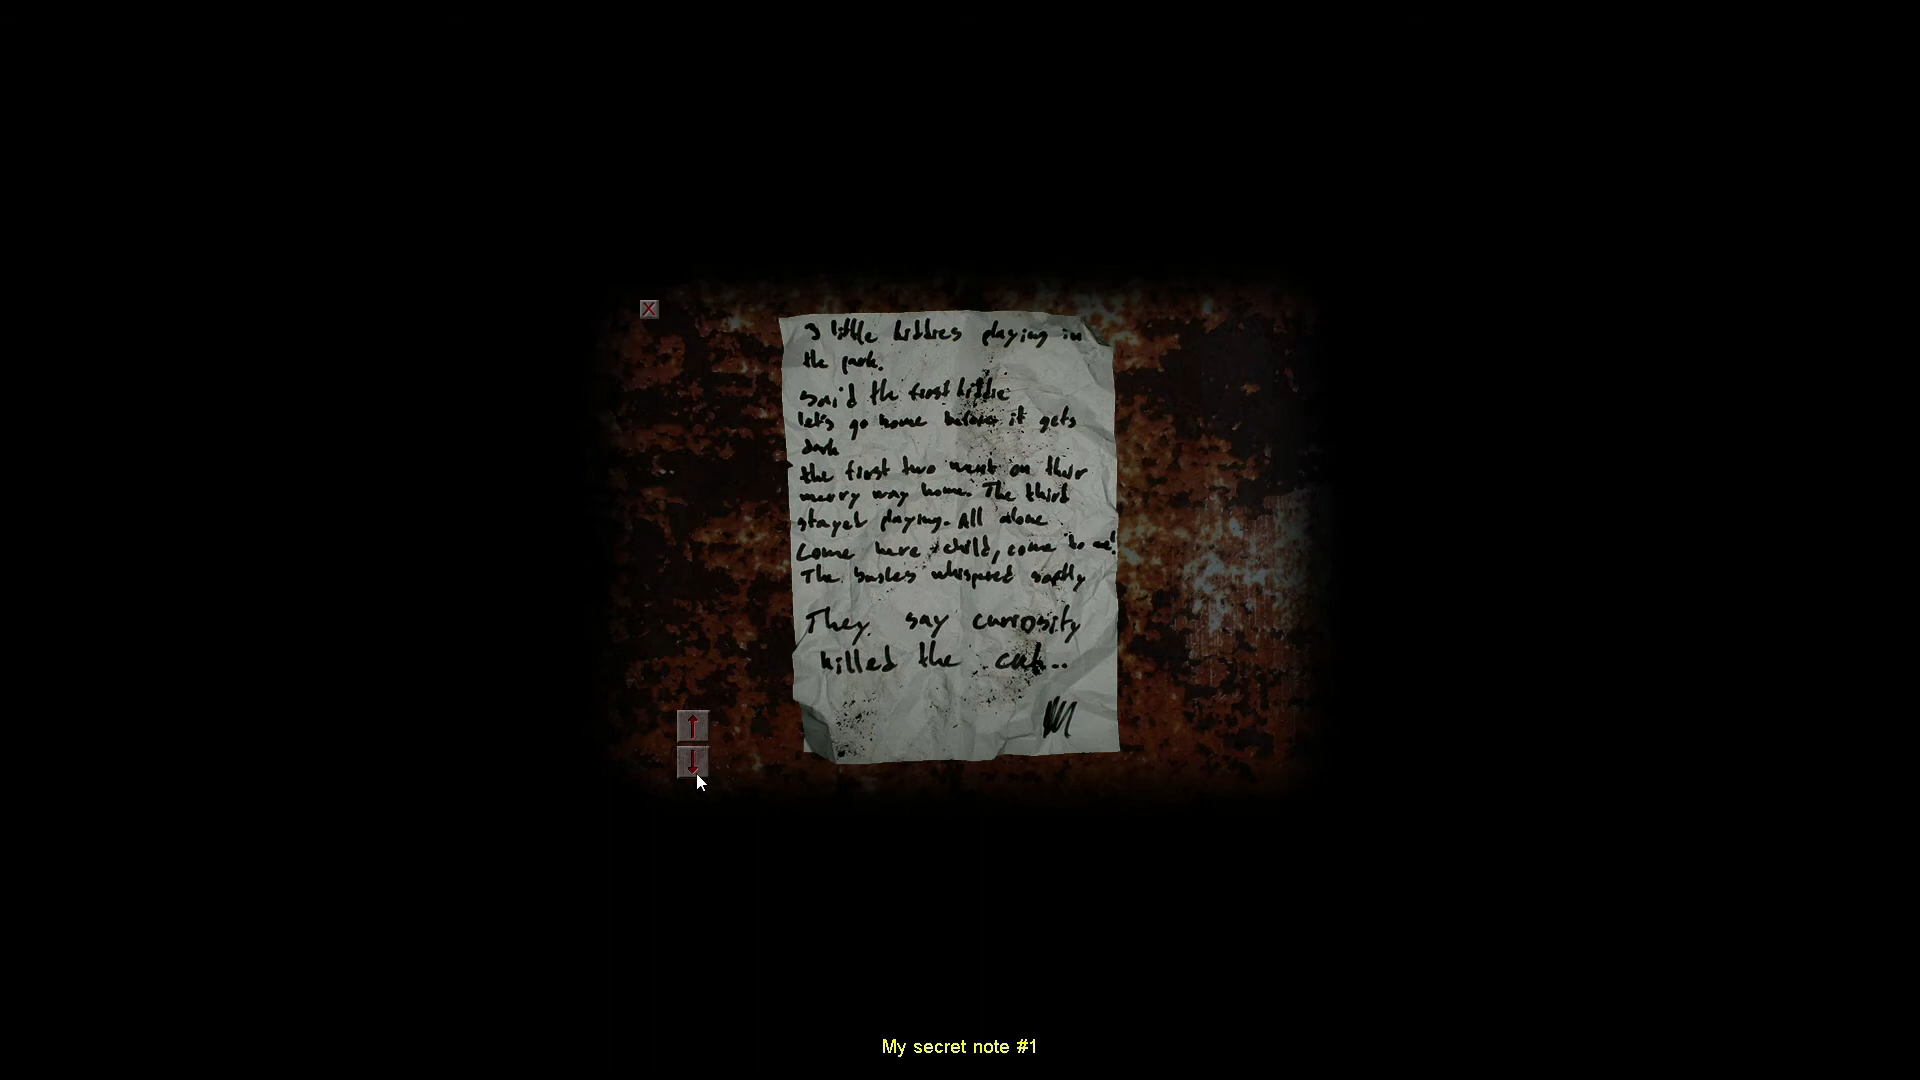 3 little kiddies playing in
the park.
said the first kiddie
let's go home before it gets
dark
the first two went on their
merry way home. The third
stayed playing. All alone
Come here child, come to me!
The bushes whispered softly
They say curiosity
killed the cat...
My secret note #1